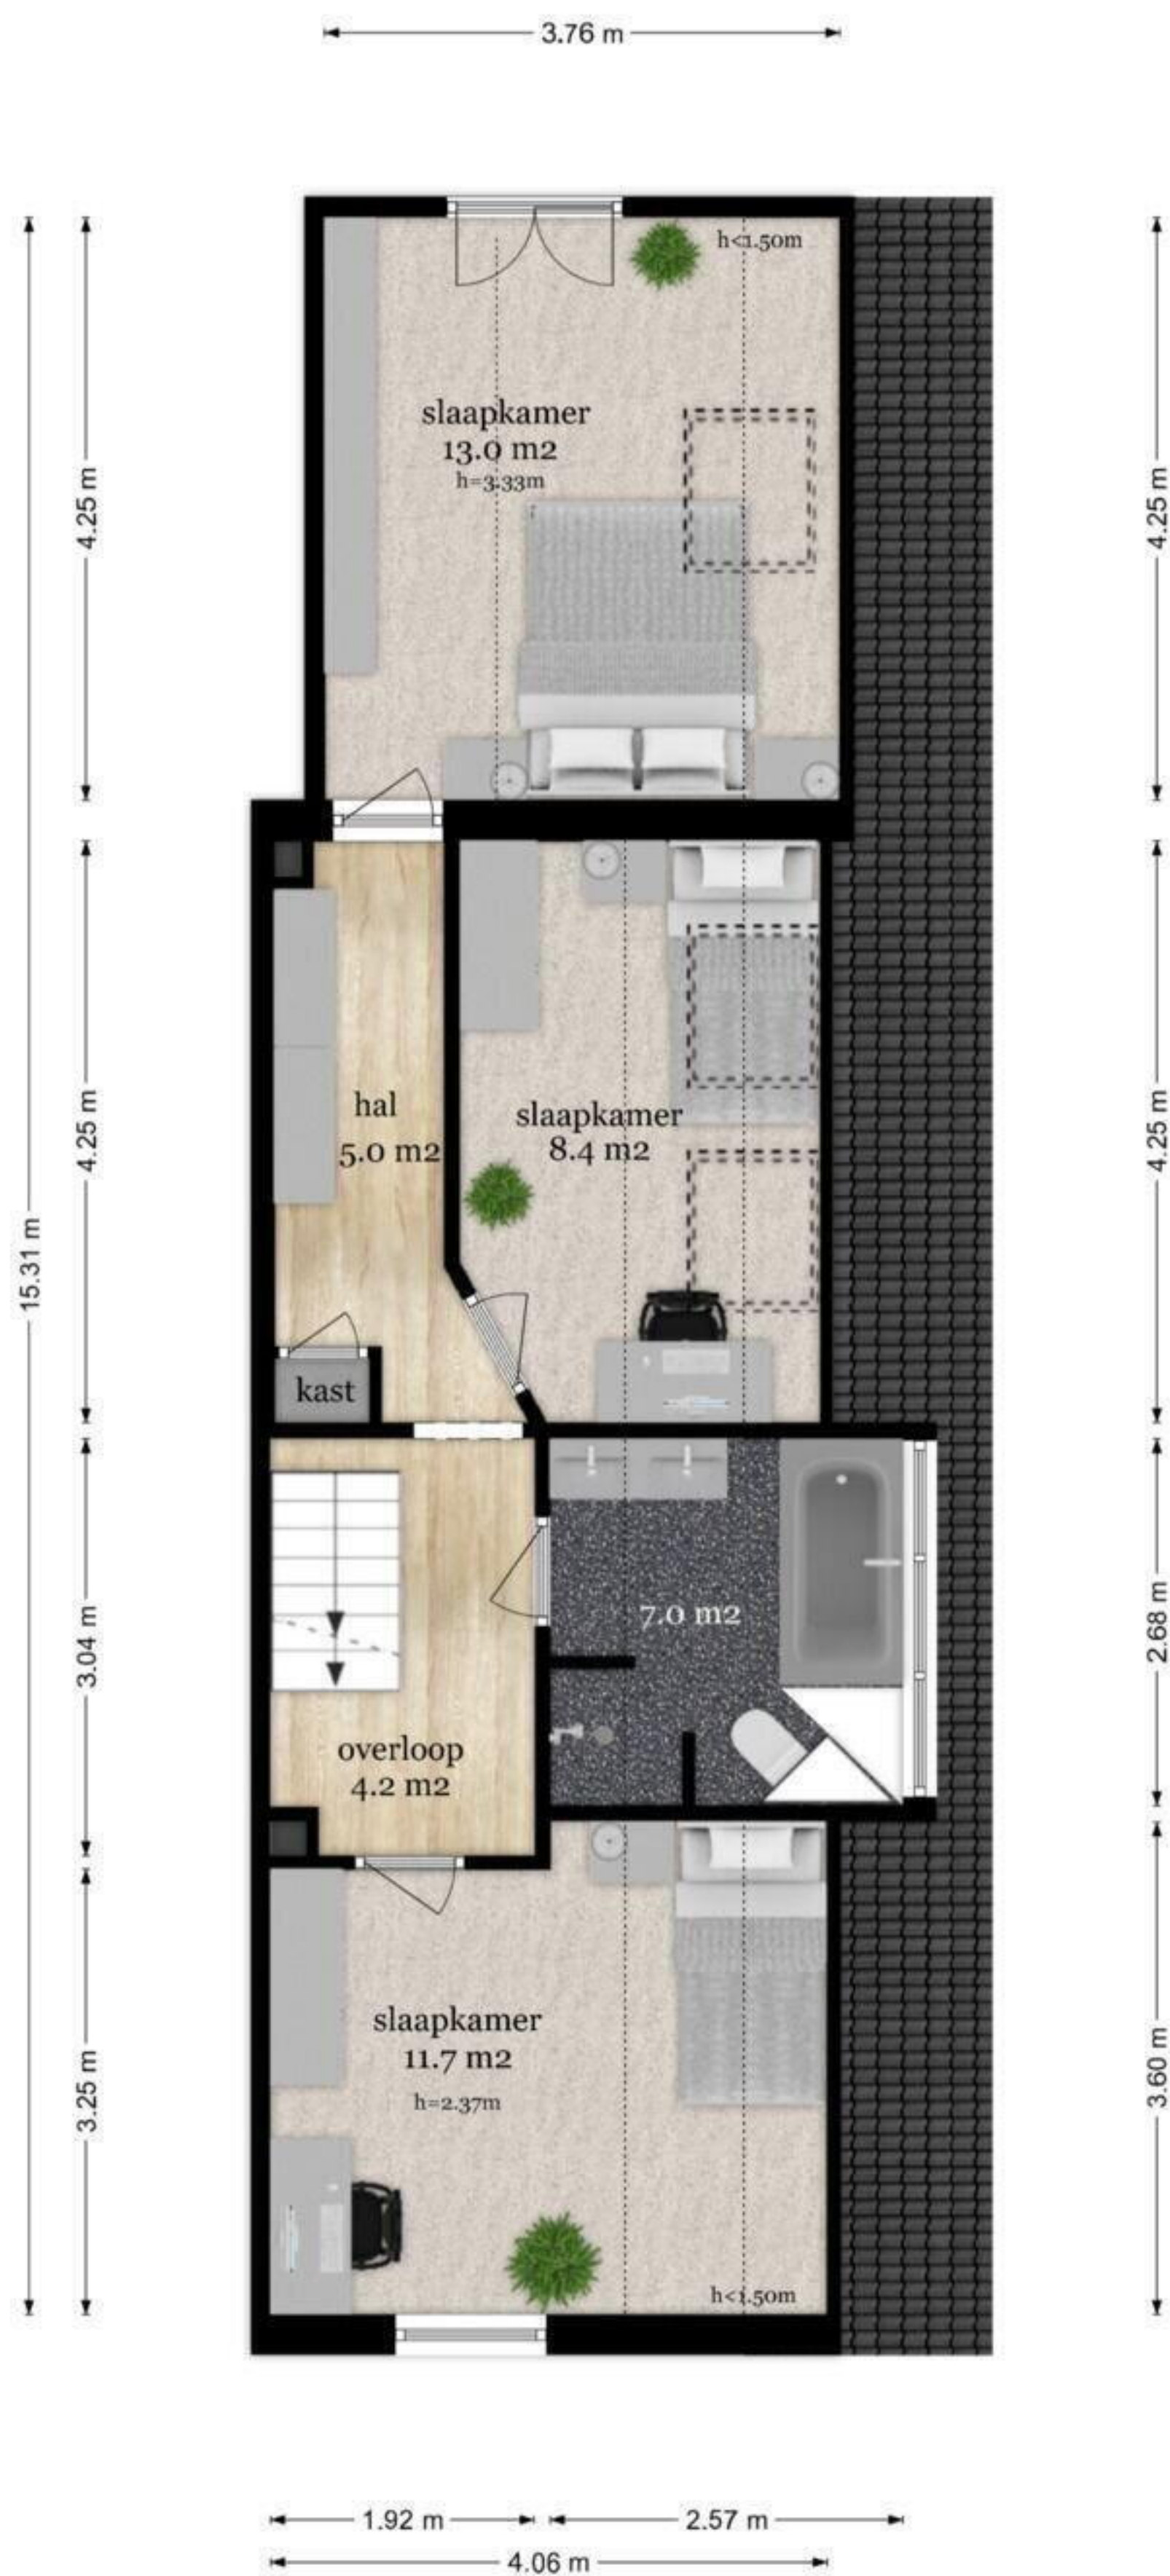 3.76 m
h<1.50m
slaapkamer
13.0 m2
h=3.33m
4.25 m
4.25 m
hal
5.0 m2
slaapkamer
8.4 m2
4.25 m
4.25 m
15.31 m
kast
7.0 m2
3.04 m
2.68 m
overloop
4.2 m2
slaapkamer
11.7 m2
h=2.37m
3.25 m
3.60 m
h<1.50m
1.92 m
2.57 m
4.06 m